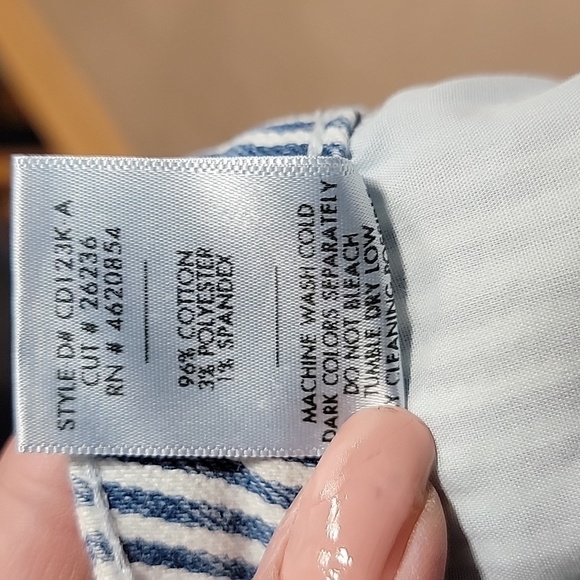 STYLE D# CD123K A
CUT # 26236
RN # 4620854
96% COTTON
3% POLYESTER
1% SPANDEX
MACHINE WASH COLD
DARK COLORS SEPARATELY
DO NOT BLEACH
TUMBLE DRY LOW
CLEANING